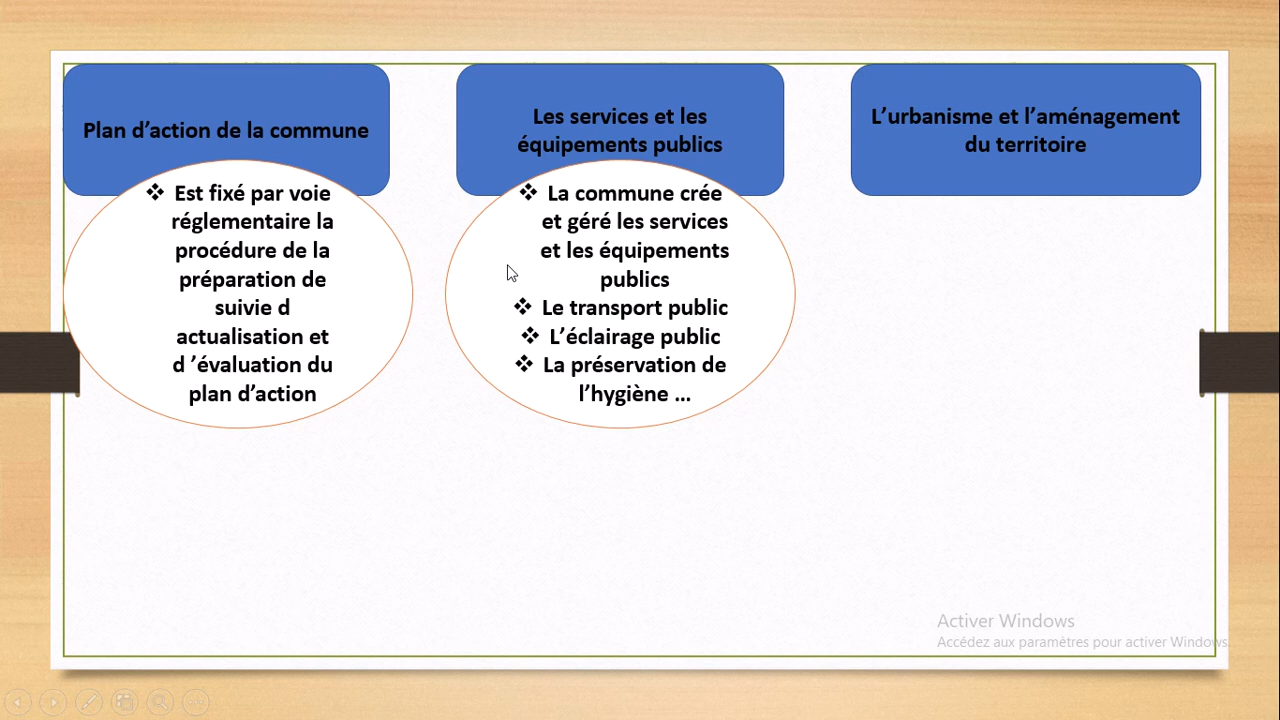 Plan d’action de la commune
Est fixé par voie
réglementaire la
procédure de la
préparation de
suivie d
actualisation et
d ’évaluation du
plan d’action
Les services et les
équipements publics
La commune crée
et géré les services
et les équipements
publics
Le transport public
L’éclairage public
La préservation de
l’hygiène ...
L’urbanisme et l’aménagement
du territoire
Activer Windows
Accédez aux paramètres pour activer Windows.